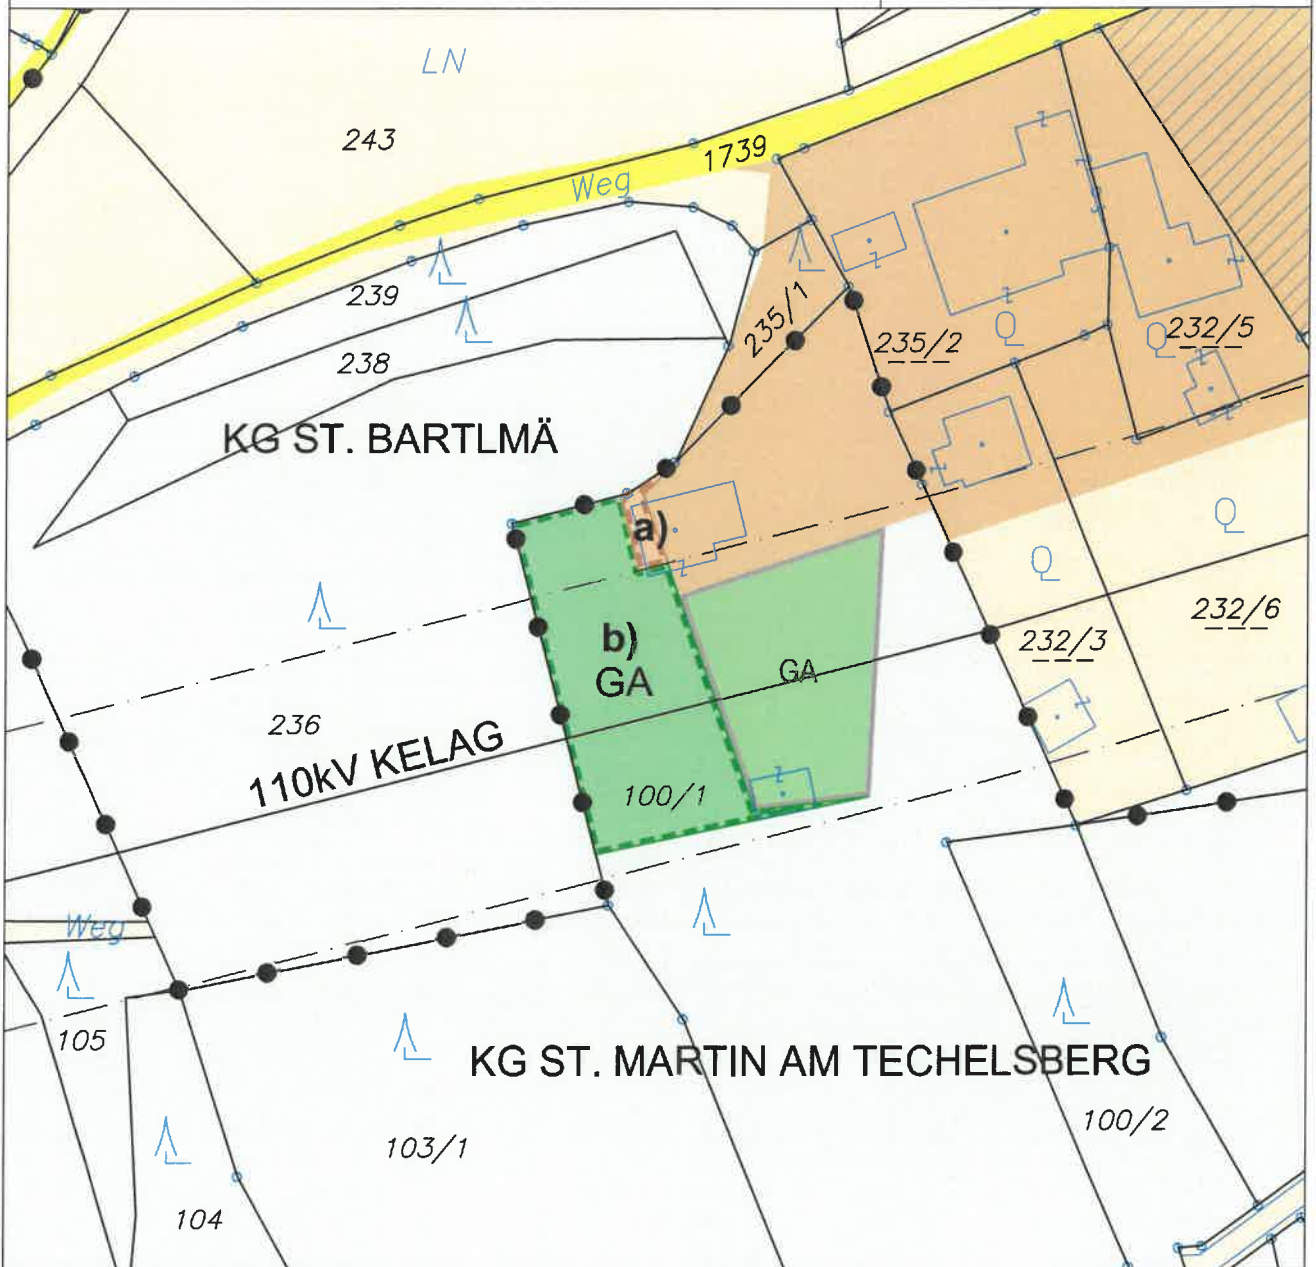 LN
243
1739
Weg
239
235/1
235/2
232/5
238
KG ST. BARTLMÄ
a)
b)
GA
GA
232/3
232/6
236
110kV KELAG
100/1
Weg
105
KG ST. MARTIN AM TECHELSBERG
100/2
103/1
104